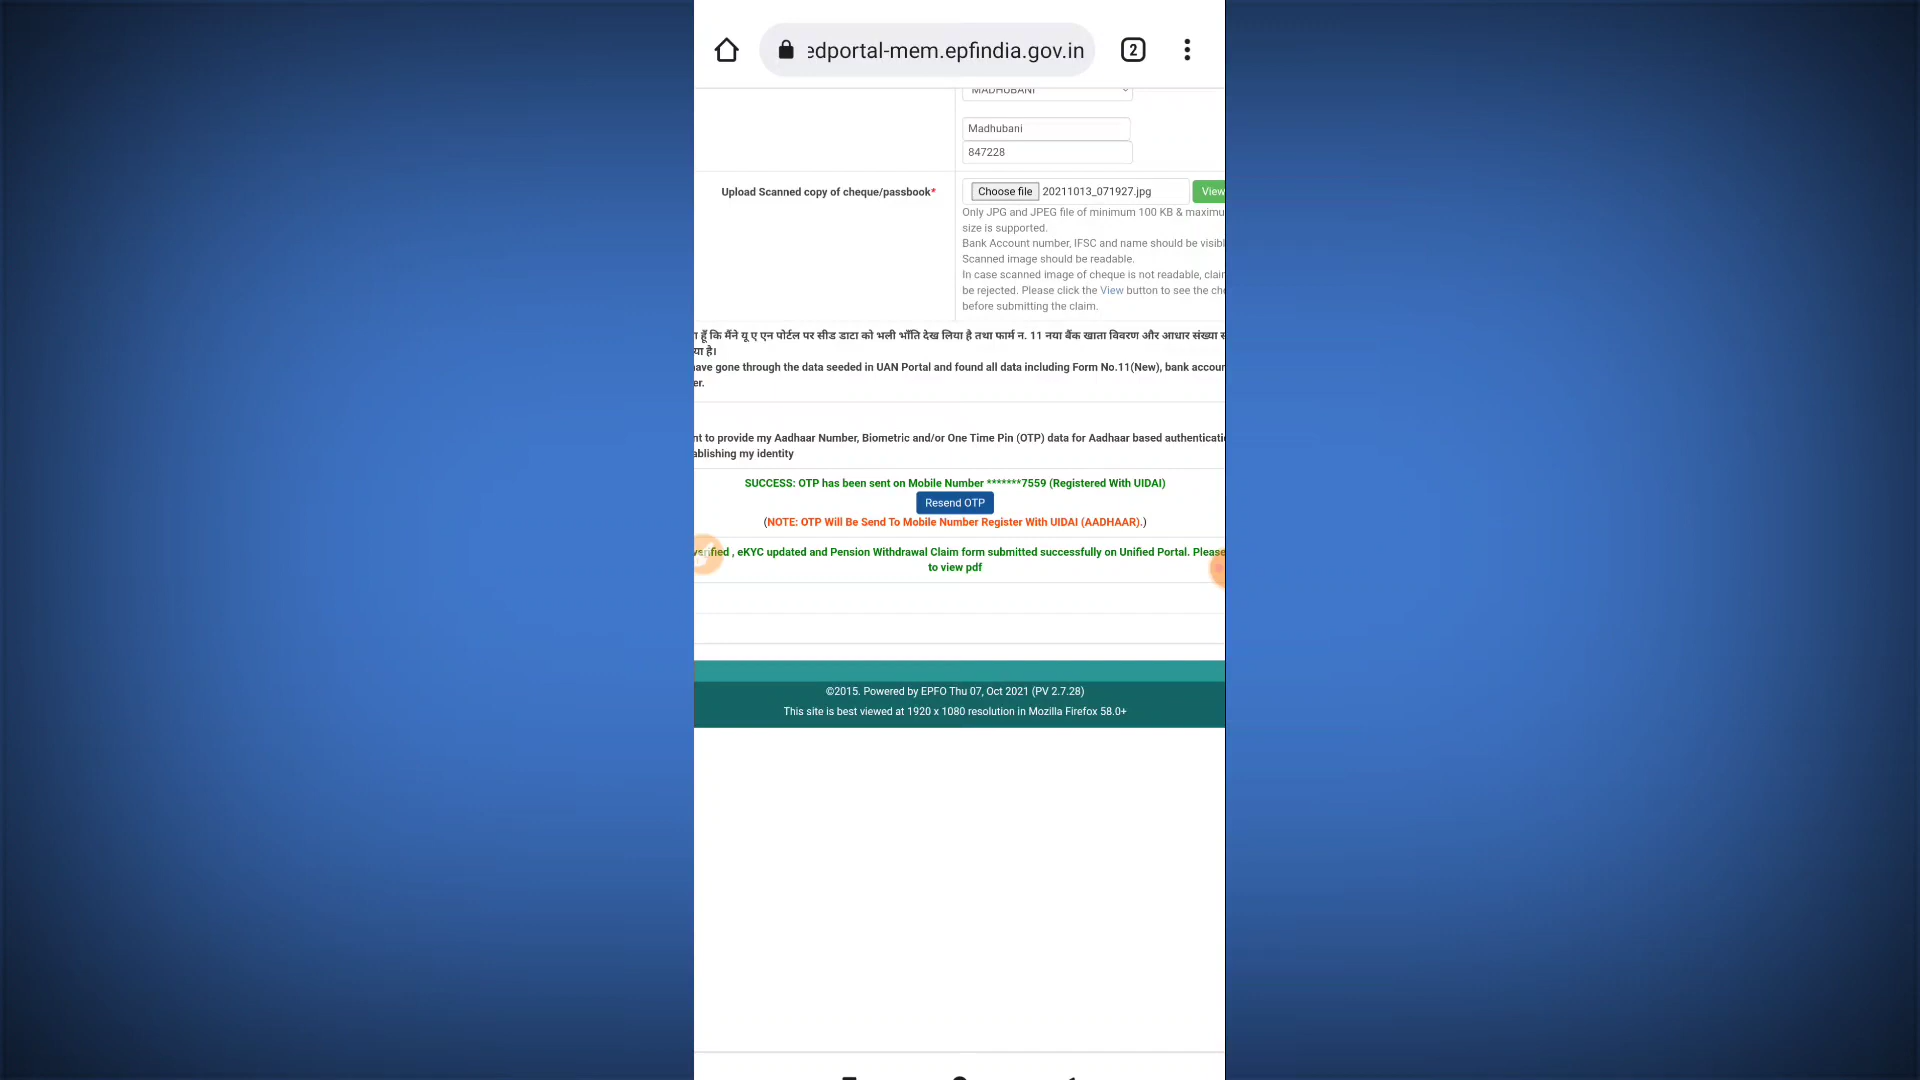 edportal-mem.epfindia.gov.in
2
MADHUBANI
Madhubani
847228
Upload Scanned copy of cheque/passbook*
Choose file 20211013_071927.jpg
View
Only JPG and JPEG file of minimum 100 KB & maximu
size is supported.
Bank Account number, IFSC and name should be visibl
Scanned image should be readable.
In case scanned image of cheque is not readable, clair
be rejected. Please click the View button to see the che
before submitting the claim.
हूँ कि मैंने यू ए एन पोर्टल पर सीड डाटा को भली भाँति देख लिया है तथा फार्म न. 11 नया बैंक खाता विवरण और आधार संख्या
या है।
ave gone through the data seeded in UAN Portal and found all data including Form No.11(New), bank accour
er.
nt to provide my Aadhaar Number, Biometric and/or One Time Pin (OTP) data for Aadhaar based authenticati
ablishing my identity
SUCCESS: OTP has been sent on Mobile Number *******7559 (Registered With UIDAI)
Resend OTP
(NOTE: OTP Will Be Send To Mobile Number Register With UIDAI (AADHAAR).)
verified , eKYC updated and Pension Withdrawal Claim form submitted successfully on Unified Portal. Please
to view pdf
©2015. Powered by EPFO Thu 07, Oct 2021 (PV 2.7.28)
This site is best viewed at 1920 x 1080 resolution in Mozilla Firefox 58.0+